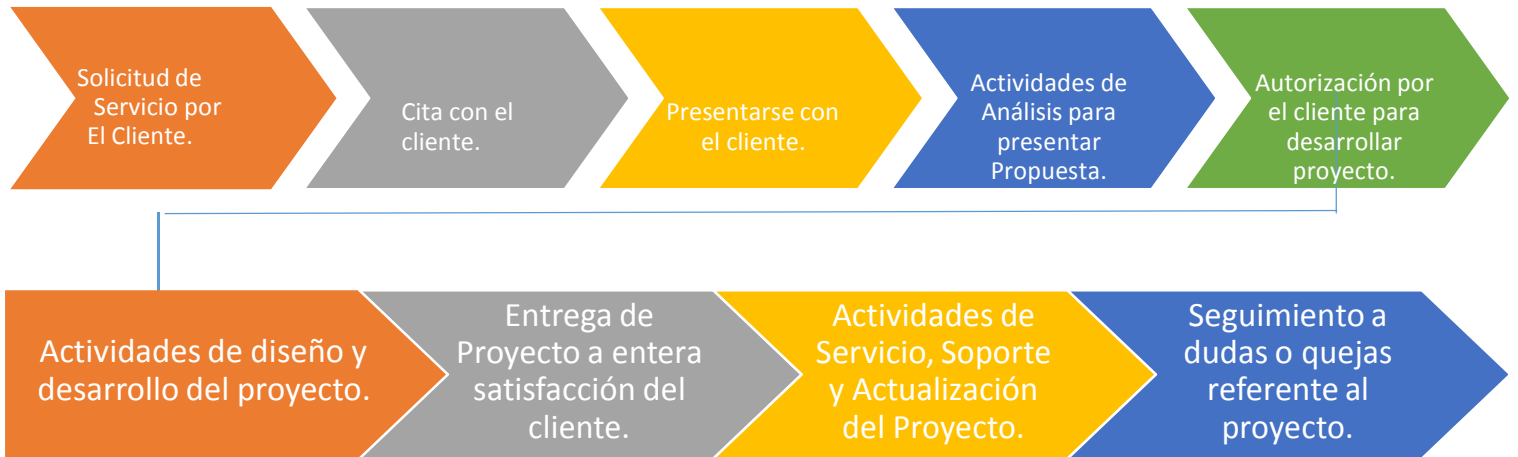 Solicitud de
Servicio por
El Cliente.
Cita con el
cliente.
Presentarse con
el cliente.
Actividades de
Análisis para
presentar
Propuesta.
Autorización por
el cliente para
desarrollar
proyecto.
Actividades de diseño y
desarrollo del proyecto.
Entrega de
Proyecto a entera
satisfacción del
cliente.
Actividades de
Servicio, Soporte
y Actualización
del Proyecto.
Seguimiento a
dudas o quejas
referente al
proyecto.